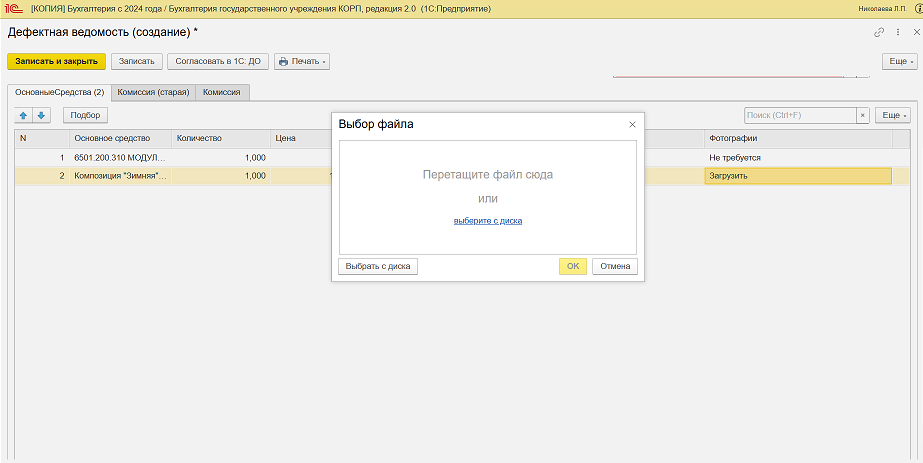 1С [КОПИЯ] Бухгалтерия с 2024 года / Бухгалтерия государственного учреждения КОРП, редакция 2.0 (1С:Предприятие) Николаева Л.П.
Дефектная ведомость (создание) *
Записать и закрыть Записать Согласовать в 1С: ДО Печать Еще
ОсновныеСредства (2) Комиссия (старая) Комиссия
Подбор Поиск (Ctrl+F) × Еще
N Основное средство Количество Цена Фотографии
1 6501.200.310 МОДУЛ... 1,000 Не требуется
2 Композиция "Зимняя"... 1,000 1 Загрузить
Выбор файла
Перетащите файл сюда
или
выберите с диска
Выбрать с диска OK Отмена